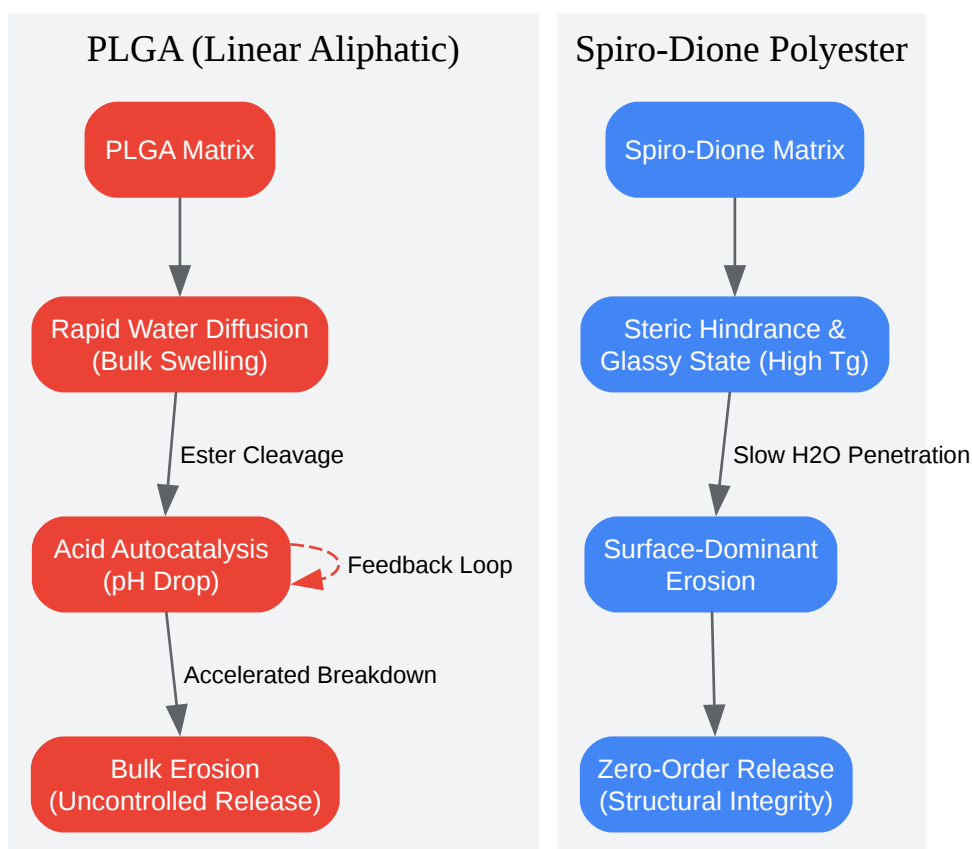 PLGA (Linear Aliphatic)
PLGA Matrix
Rapid Water Diffusion
(Bulk Swelling)
Ester Cleavage
Acid Autocatalysis
(pH Drop)
Feedback Loop
Accelerated Breakdown
Bulk Erosion
(Uncontrolled Release)
Spiro-Dione Polyester
Spiro-Dione Matrix
Steric Hindrance &
Glassy State (High Tg)
Slow H2O Penetration
Surface-Dominant
Erosion
Zero-Order Release
(Structural Integrity)